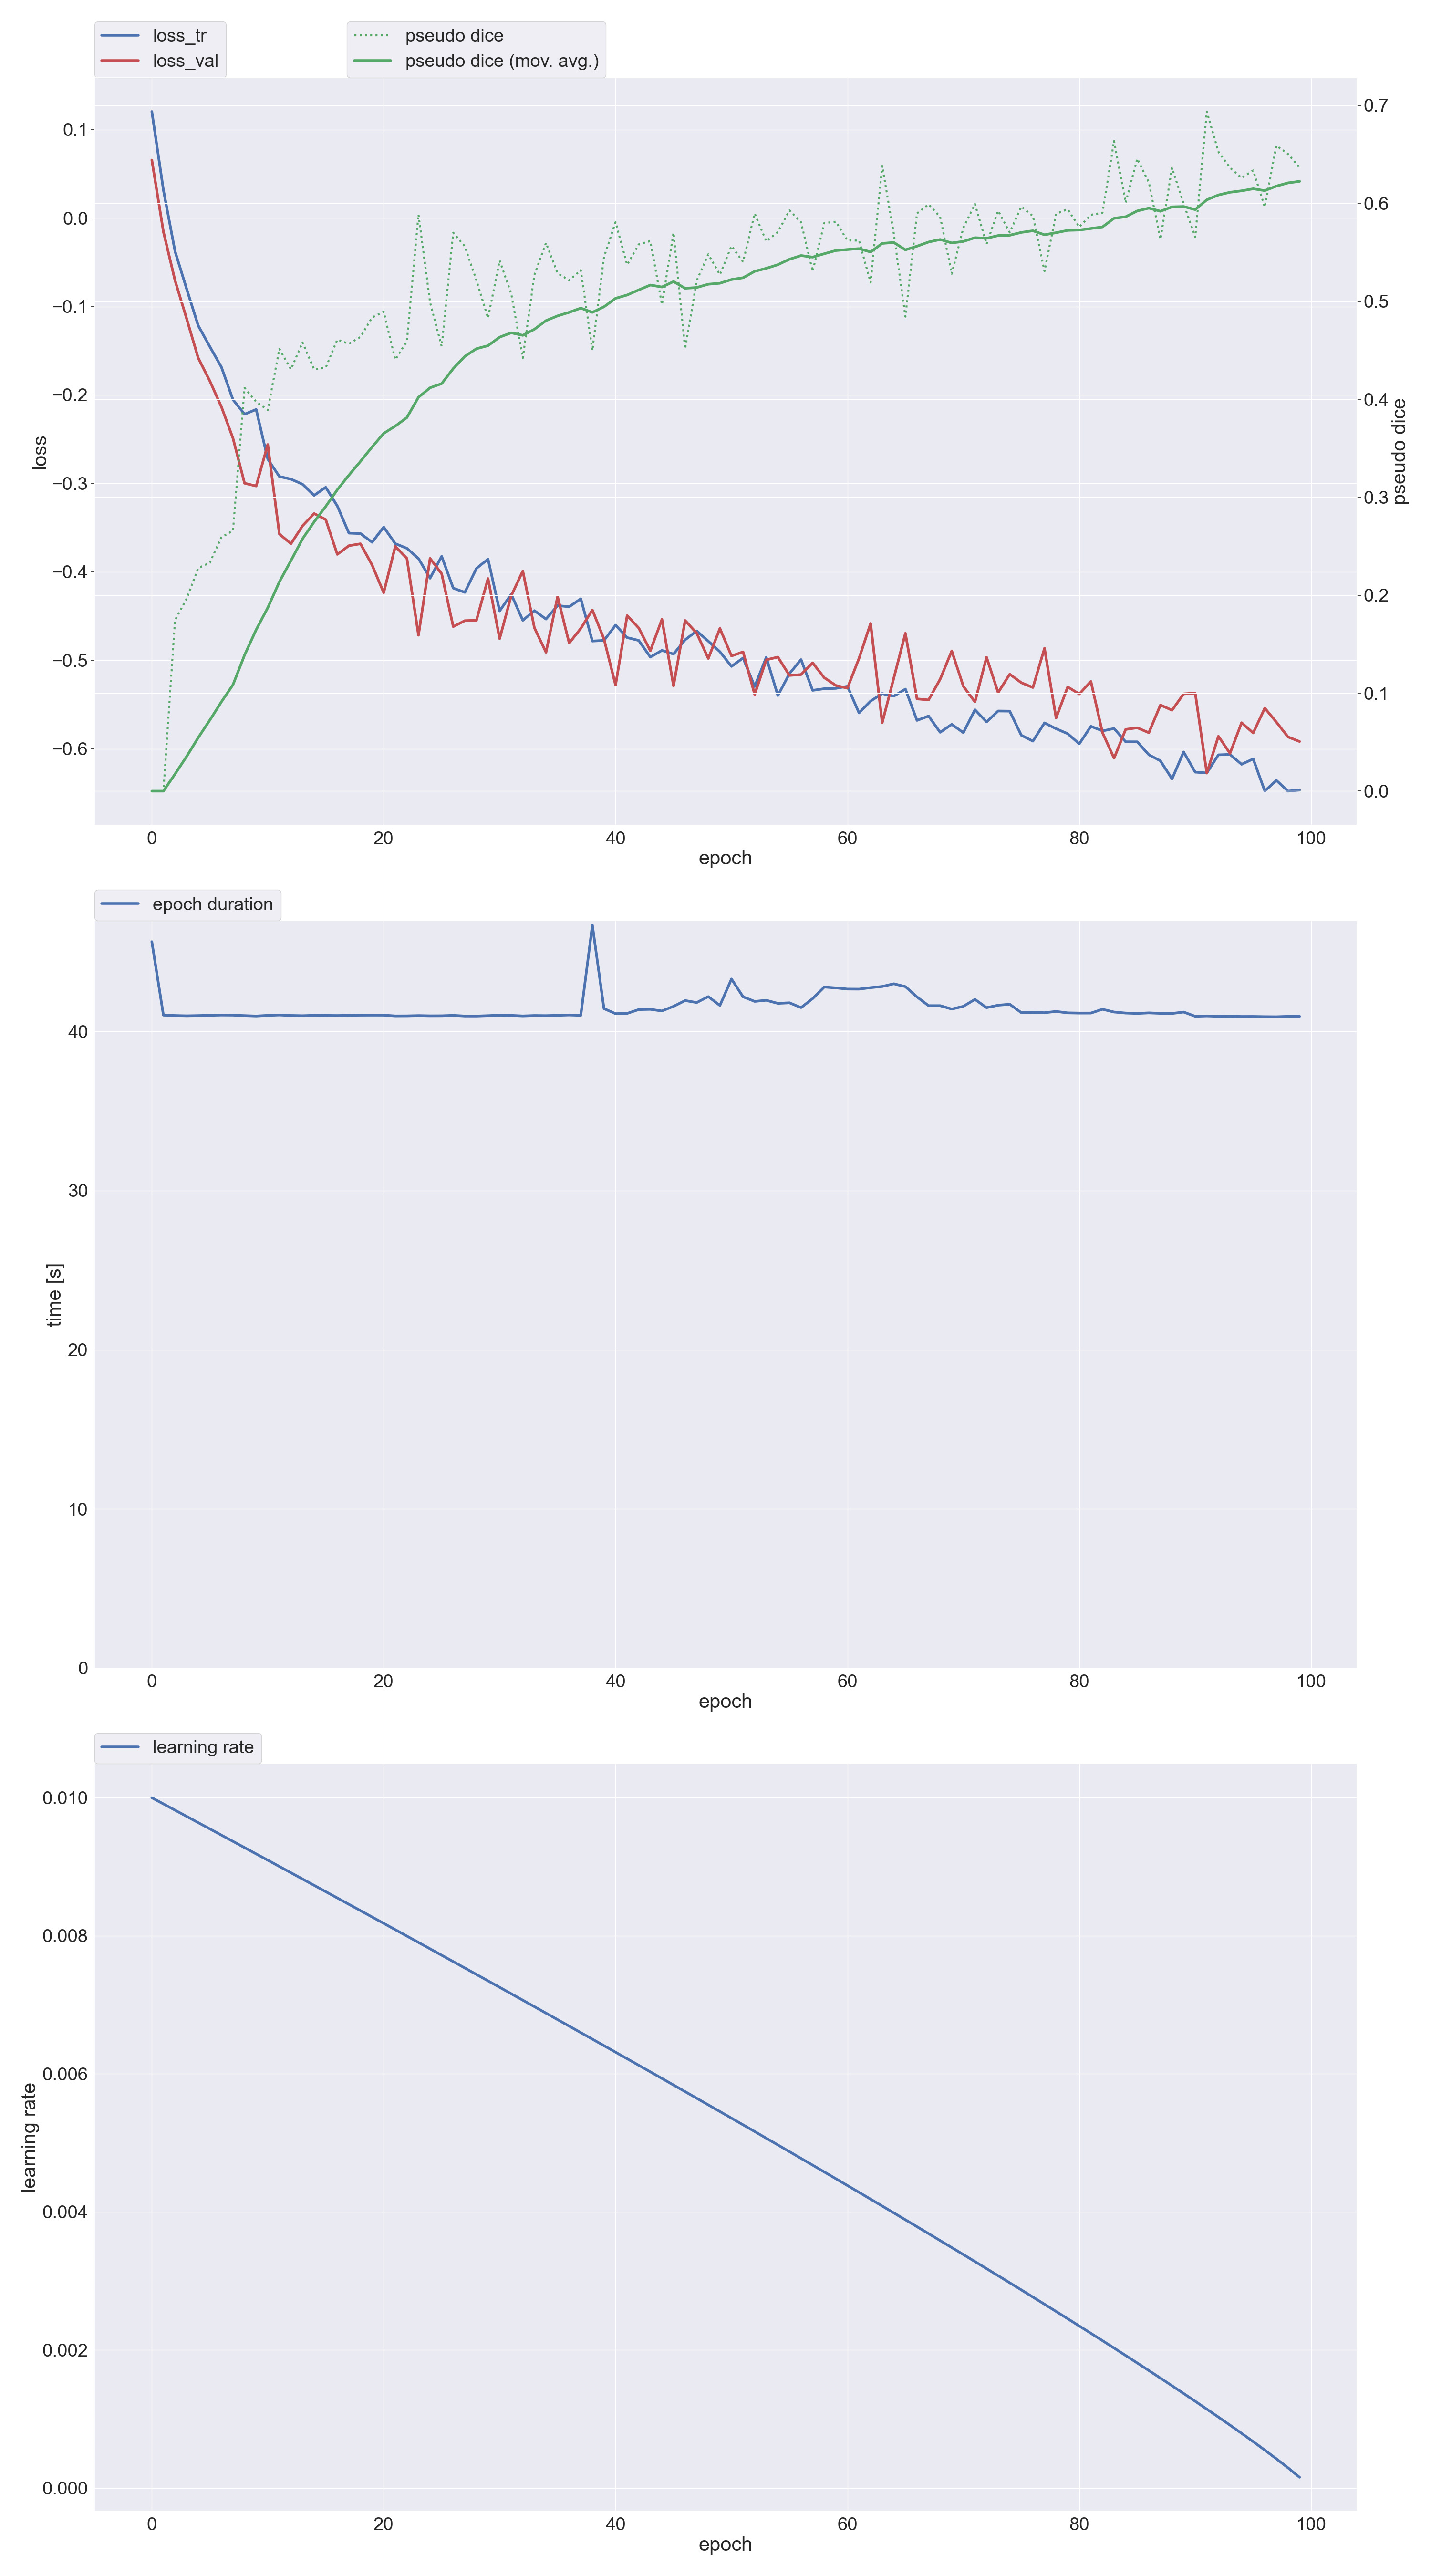 loss_tr
loss_val
pseudo dice
pseudo dice (mov. avg.)
0.1
0.0
−0.1
−0.2
−0.3
−0.4
−0.5
−0.6
loss
0.7
0.6
0.5
0.4
0.3
0.2
0.1
0.0
pseudo dice
0 20 40 60 80 100
epoch
epoch duration
40
30
20
10
0
time [s]
0 20 40 60 80 100
epoch
learning rate
0.010
0.008
0.006
0.004
0.002
0.000
learning rate
0 20 40 60 80 100
epoch